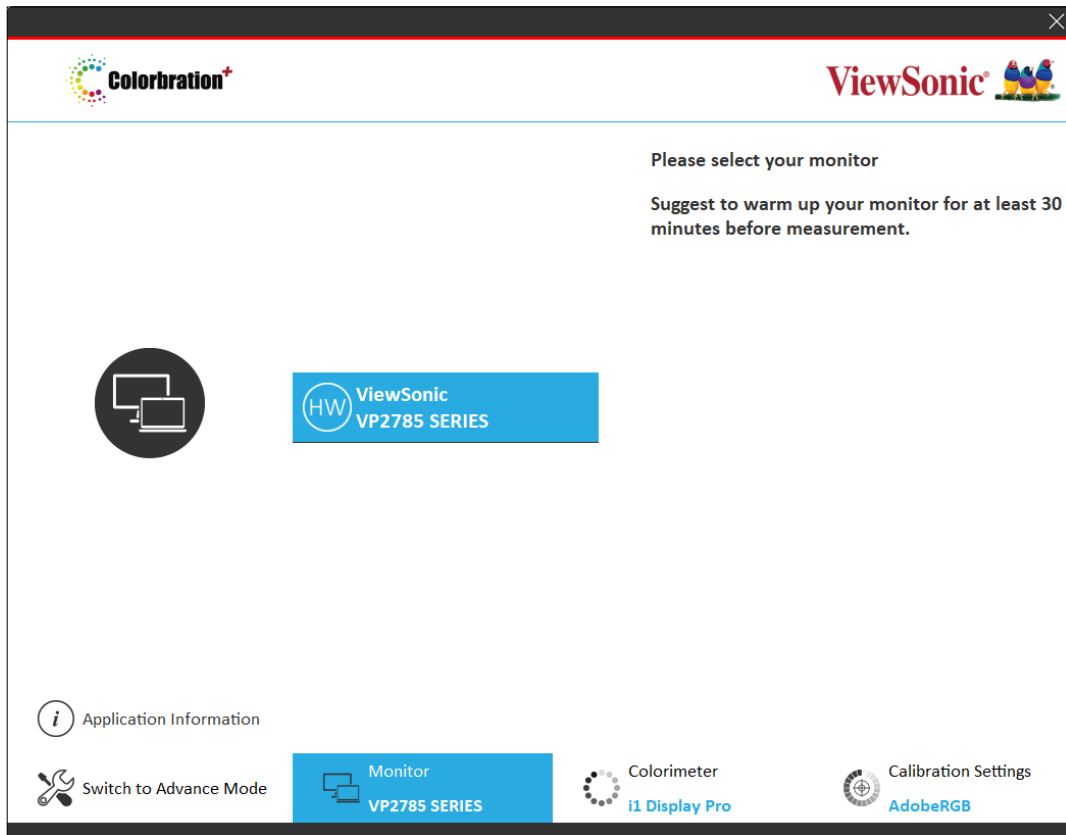 Colorbration+
ViewSonic®
Please select your monitor
Suggest to warm up your monitor for at least 30
minutes before measurement.
HW
ViewSonic
VP2785 SERIES
i
Application Information
Switch to Advance Mode
Monitor
VP2785 SERIES
Colorimeter
i1 Display Pro
Calibration Settings
AdobeRGB